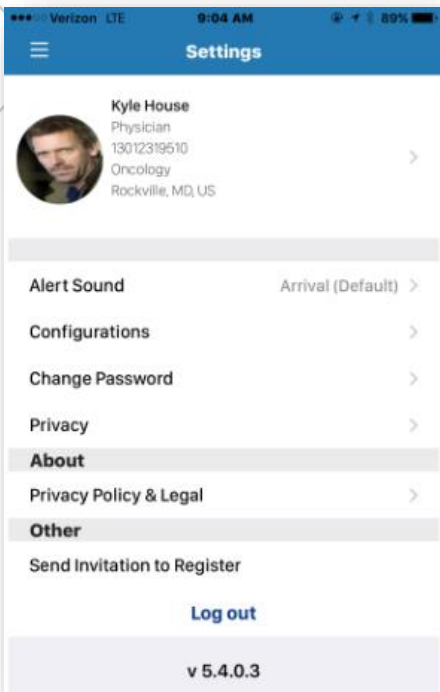 Verizon LTE 9:04 AM 89%
Settings
Kyle House
Physician
13012319510
Oncology
Rockville, MD, US
Alert Sound Arrival (Default)
Configurations
Change Password
Privacy
About
Privacy Policy & Legal
Other
Send Invitation to Register
Log out
v 5.4.0.3